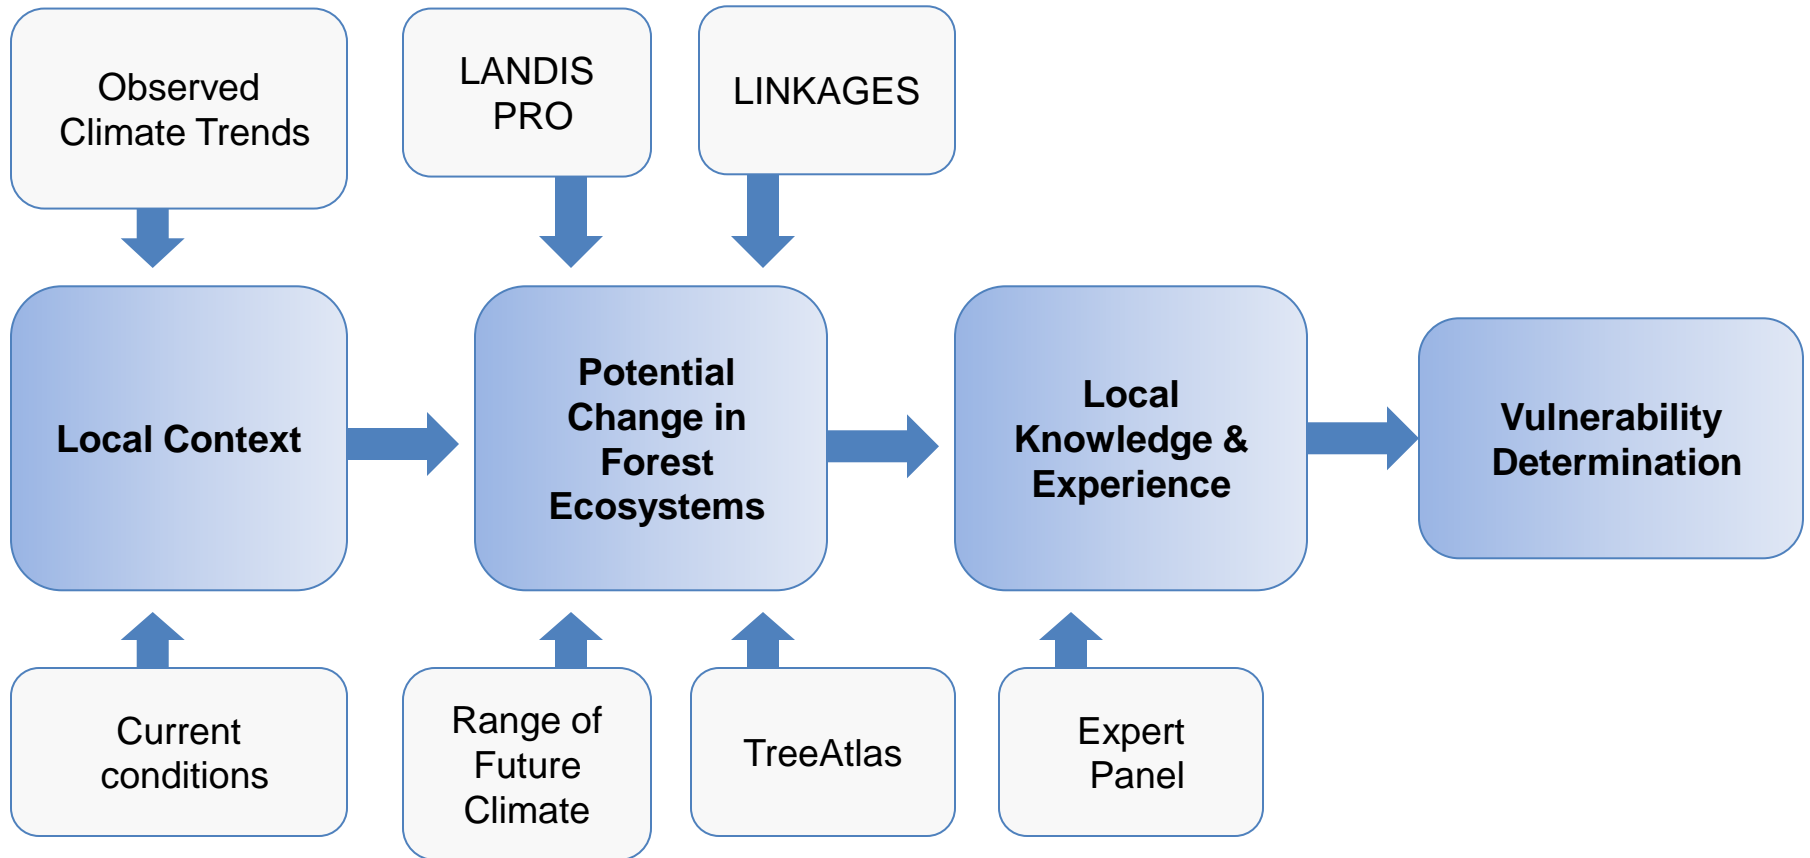 Observed
Climate Trends
LANDIS
PRO
LINKAGES
Local Context
Potential
Change in
Forest
Ecosystems
Local
Knowledge &
Experience
Vulnerability
Determination
Current
conditions
Range of
Future
Climate
TreeAtlas
Expert
Panel